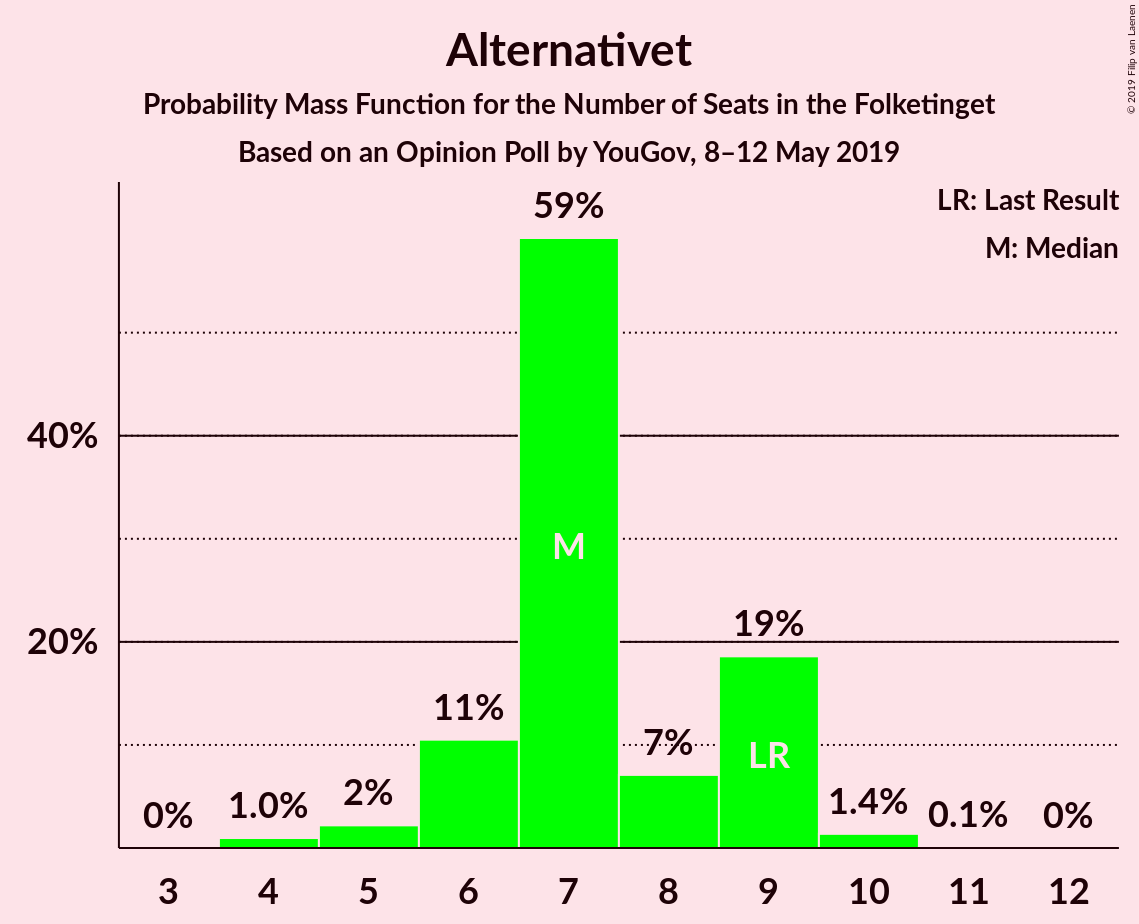 Alternativet
Probability Mass Function for the Number of Seats in the Folketinget
Based on an Opinion Poll by YouGov, 8–12 May 2019
© 2019 Filip van Laenen
LR: Last Result
M: Median
59%
40%
M
20%
19%
11%
7%
LR
2%
1.0%
1.4%
0.1%
0%
0%
3 4 5 6 7 8 9 10 11 12